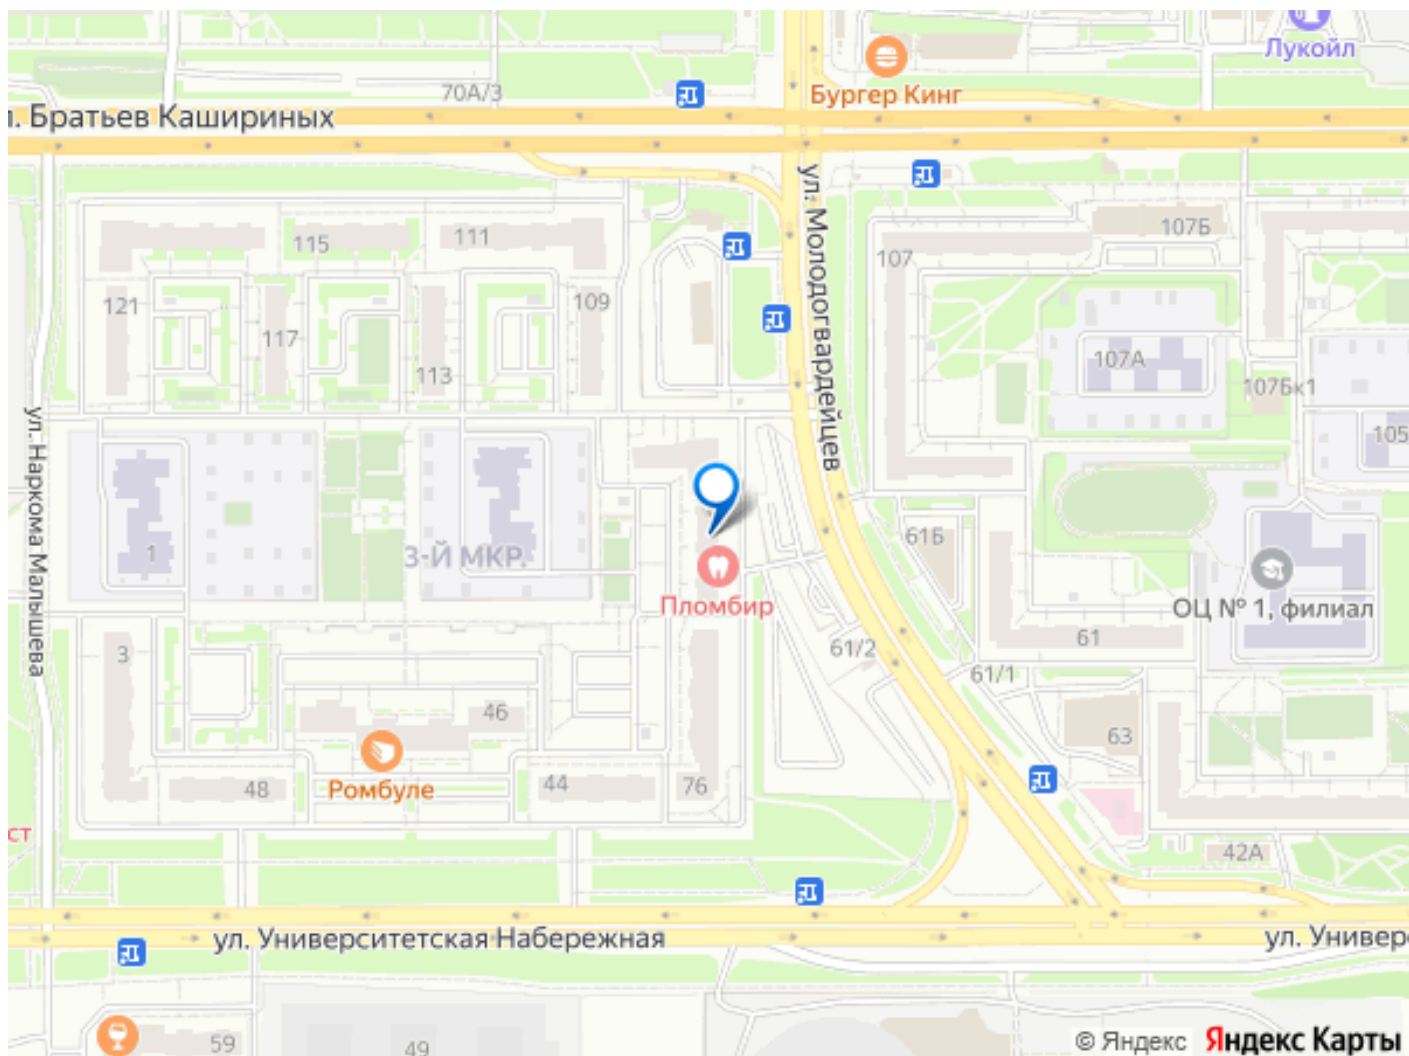 Лукойл
Бургер Кинг
70А/3
л. Братьев Кашириных
ул. Молодогвардейцев
107Б
115
111
107
121
109
117
107А
113
107Бк1
105
ул. Наркома Малышева
61Б
1
3-Й МКР.
Пломбир
ОЦ № 1, филиал
61
3
61/2
61/1
46
63
Ромбуле
48
44
76
ст
42А
ул. Университетская Набережная
ул. Универс
59
49
© Яндекс Яндекс Карты